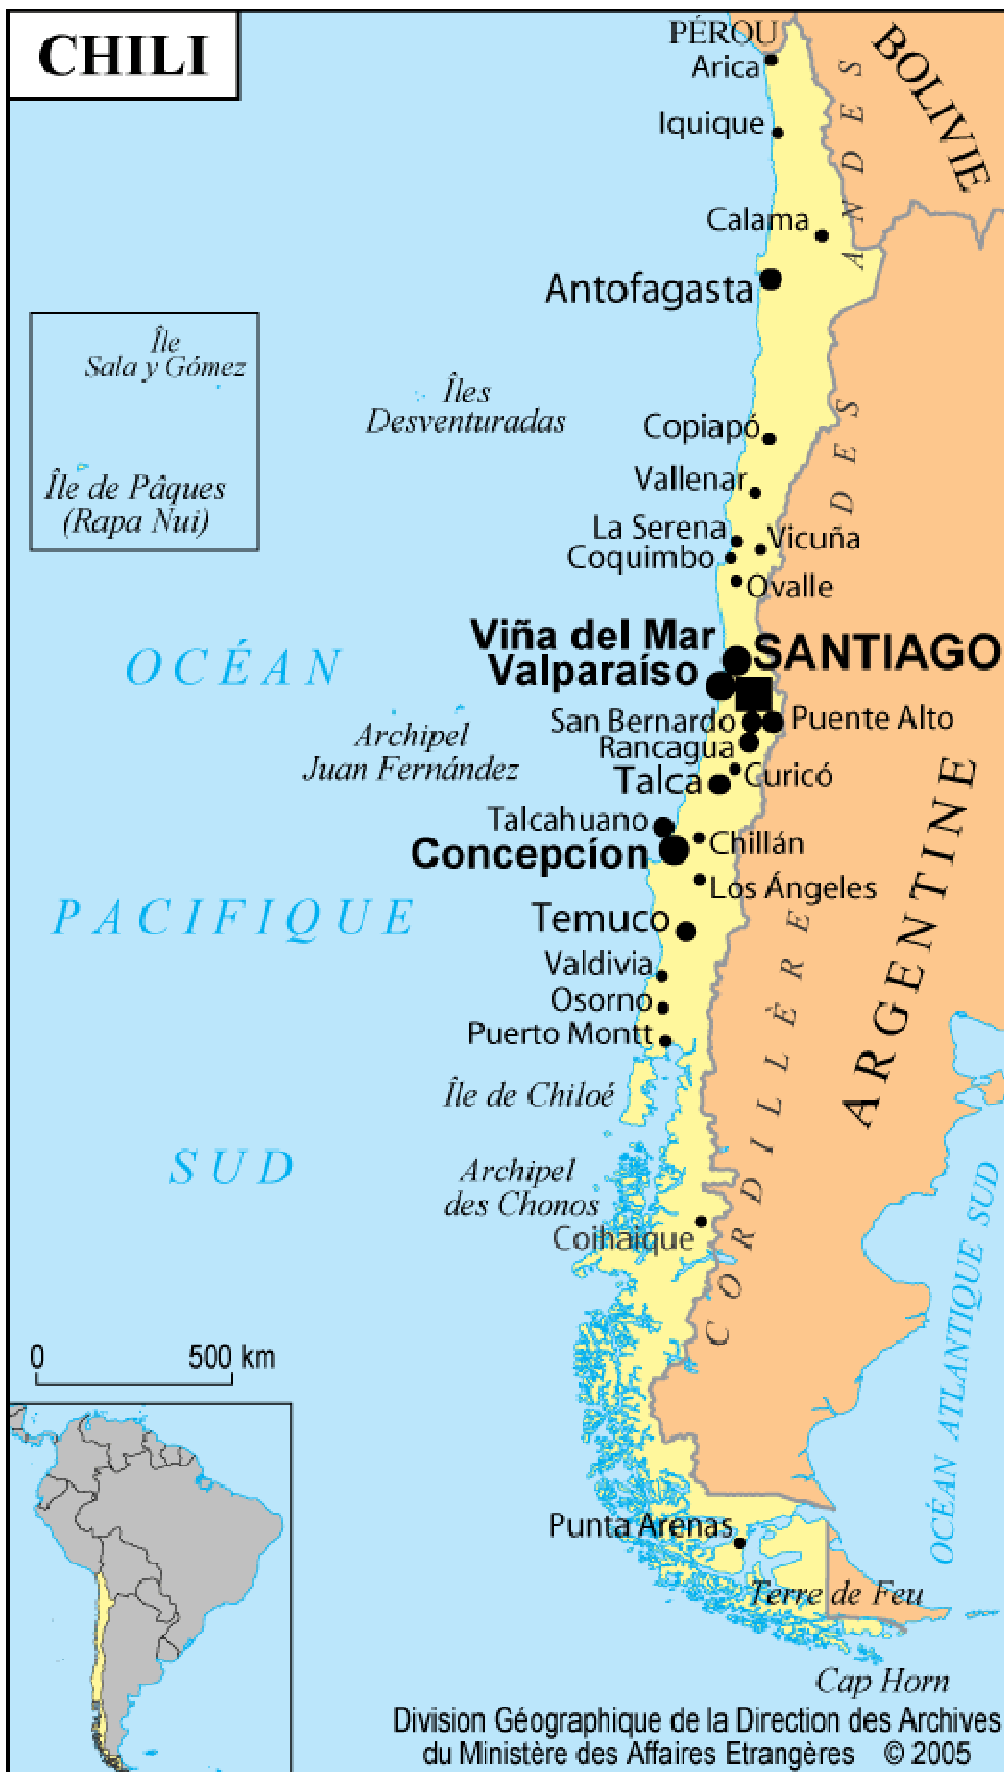 CHILI
PÉROU
Arica
BOLIVIE
Iquique
Calama
Antofagasta
Île
Sala y Gómez
Îles
Desventuradas
Île de Pâques
(Rapa Nui)
Copiapó
Vallenar
La Serena
Vicuña
Coquimbo
Ovalle
Viña del Mar
SANTIAGO
Valparaíso
OCÉAN
San Bernardo
Puente Alto
Archipel
Juan Fernández
Rancagua
Curicó
Talca
Talcahuano
Chillán
Concepcíon
Los Ángeles
PACIFIQUE
Temuco
Valdivia
Osorno
Puerto Montt
ARGENTINE
Île de Chiloé
SUD
Archipel
des Chonos
Coihaique
CORDILLÈRE DES ANDES
OCÉAN ATLANTIQUE SUD
0 500 km
Punta Arenas
Terre de Feu
Cap Horn
Division Géographique de la Direction des Archives
du Ministère des Affaires Etrangères © 2005